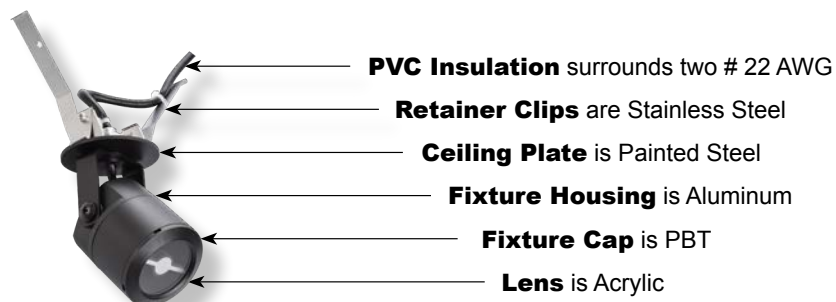 PVC Insulation surrounds two # 22 AWG
Retainer Clips are Stainless Steel
Ceiling Plate is Painted Steel
Fixture Housing is Aluminum
Fixture Cap is PBT
Lens is Acrylic